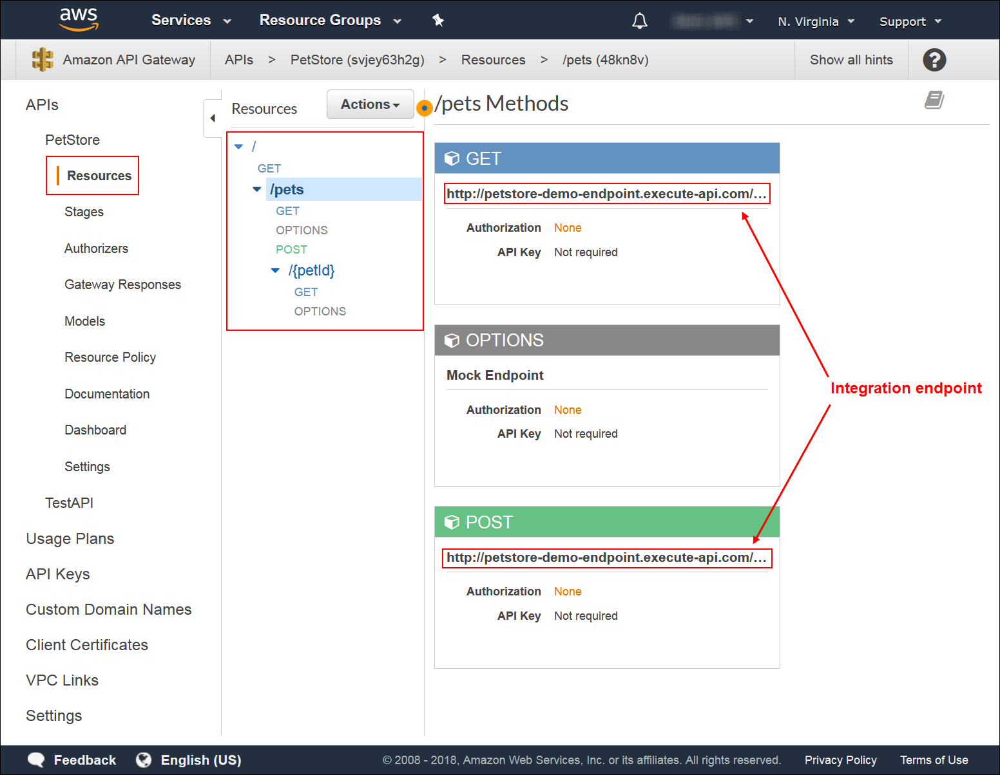 aws
Services
Resource Groups
N. Virginia
Support
Amazon API Gateway
APIs > PetStore (svjey63h2g) > Resources > /pets (48kn8v)
Show all hints
?
APIs
PetStore
Resources
Stages
Authorizers
Gateway Responses
Models
Resource Policy
Documentation
Dashboard
Settings
TestAPI
Usage Plans
API Keys
Custom Domain Names
Client Certificates
VPC Links
Settings
Resources
Actions
/
GET
/pets
GET
OPTIONS
POST
/{petId}
GET
OPTIONS
/pets Methods
GET
http://petstore-demo-endpoint.execute-api.com/...
Authorization None
API Key Not required
OPTIONS
Mock Endpoint
Authorization None
API Key Not required
POST
http://petstore-demo-endpoint.execute-api.com/...
Authorization None
API Key Not required
Integration endpoint
Feedback
English (US)
© 2008 - 2018, Amazon Web Services, Inc. or its affiliates. All rights reserved.
Privacy Policy
Terms of Use